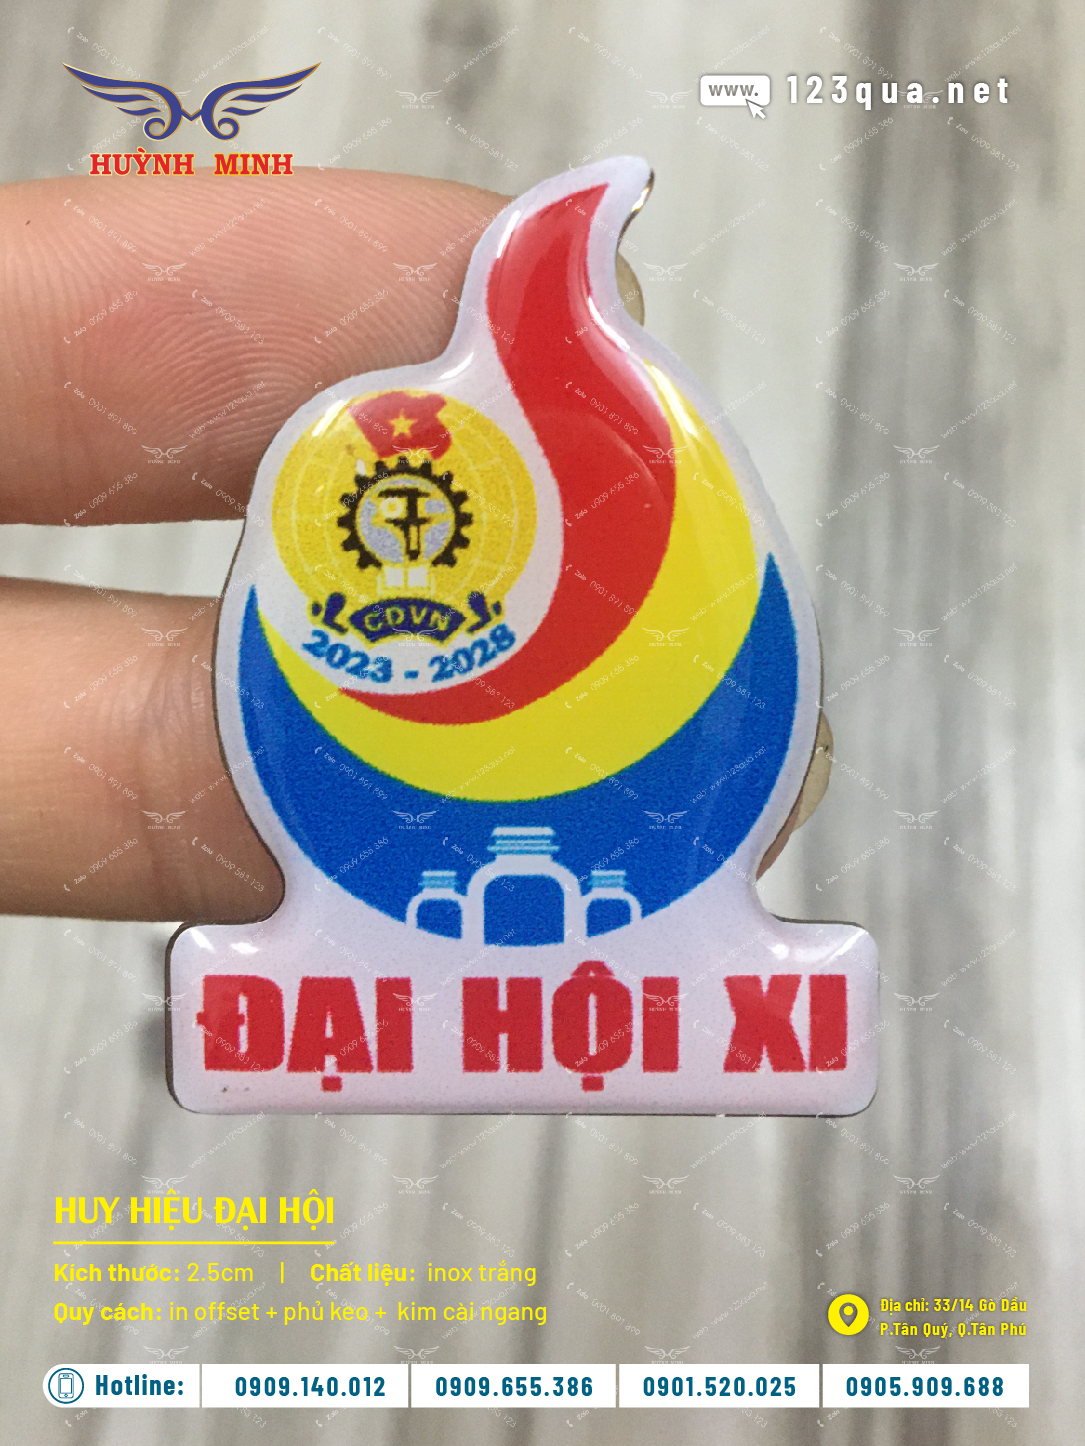 HUỲNH MINH
www. 123qua.net
CĐVN
2023 - 2028
ĐẠI HỘI XI
HUY HIỆU ĐẠI HỘI
Kích thước: 2.5cm | Chất liệu: inox trắng
Quy cách: in offset + phủ keo + kim cài ngang
Địa chỉ: 33/14 Gò Dầu
P.Tân Quý, Q.Tân Phú
Hotline: 0909.140.012 0909.655.386 0901.520.025 0905.909.688